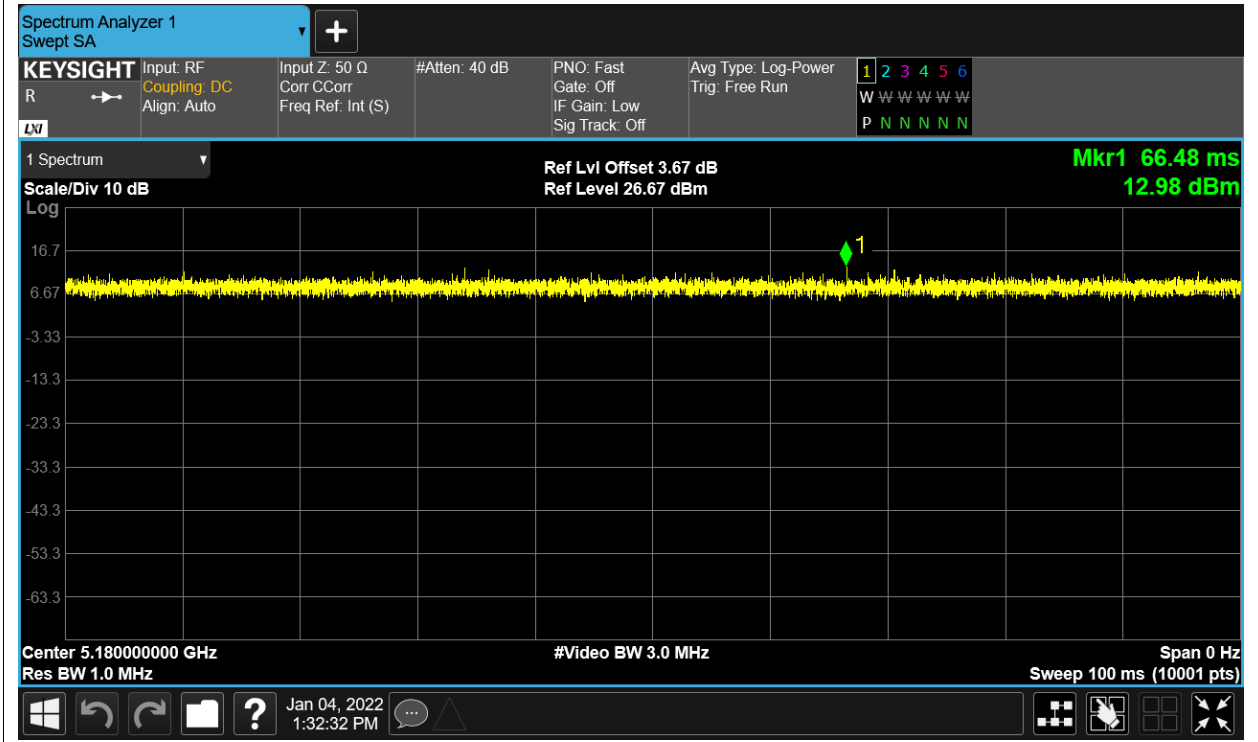 Spectrum Analyzer 1
Swept SA
KEYSIGHT
R
LXI
Input: RF
Coupling: DC
Align: Auto
Input Z: 50 Ω
Corr CCorr
Freq Ref: Int (S)
#Atten: 40 dB
PNO: Fast
Gate: Off
IF Gain: Low
Sig Track: Off
Avg Type: Log-Power
Trig: Free Run
1 2 3 4 5 6
W W W W W W
P N N N N N
1 Spectrum
Scale/Div 10 dB
Log
Ref Lvl Offset 3.67 dB
Ref Level 26.67 dBm
Mkr1 66.48 ms
12.98 dBm
1
16.7
6.67
-3.33
-13.3
-23.3
-33.3
-43.3
-53.3
-63.3
Center 5.180000000 GHz
Res BW 1.0 MHz
#Video BW 3.0 MHz
Span 0 Hz
Sweep 100 ms (10001 pts)
?
Jan 04, 2022
1:32:32 PM